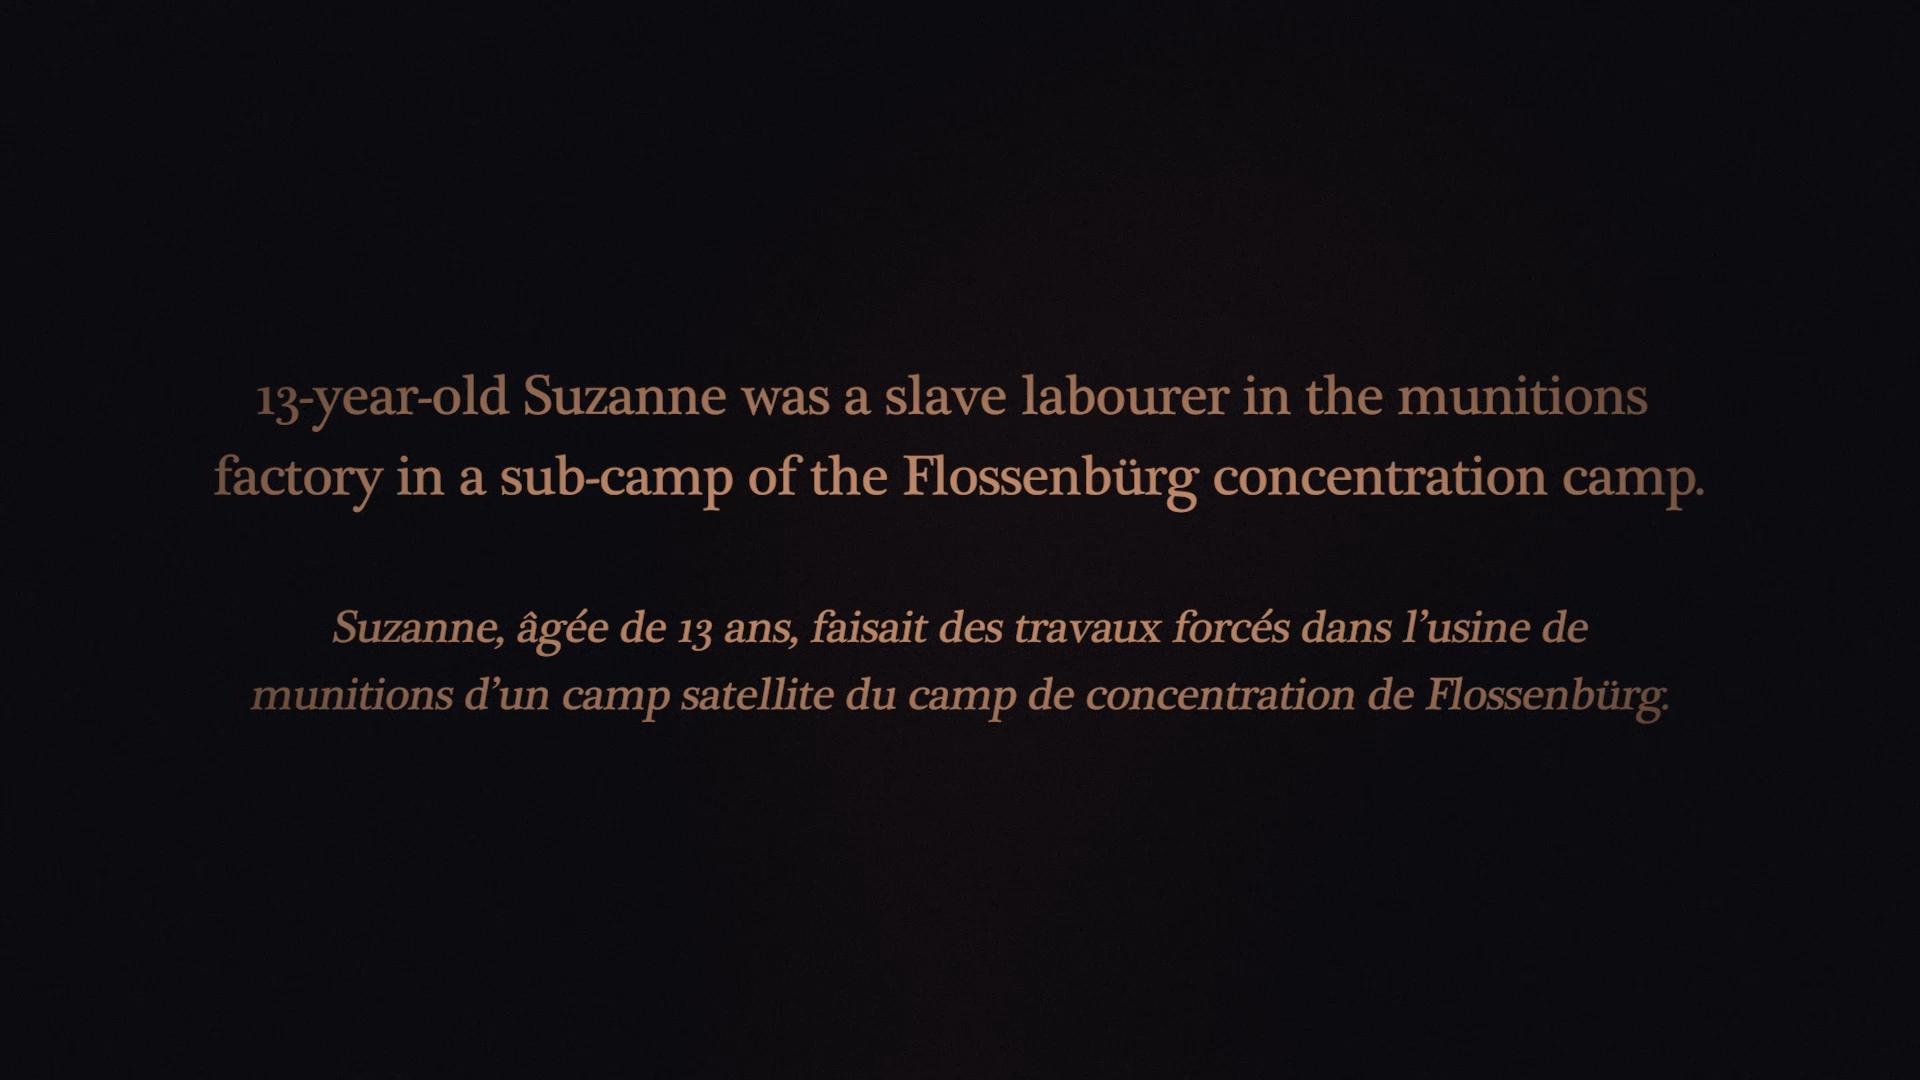 13-year-old Suzanne was a slave labourer in the munitions
factory in a sub-camp of the Flossenbürg concentration camp.
Suzanne, âgée de 13 ans, faisait des travaux forcés dans l’usine de
munitions d’un camp satellite du camp de concentration de Flossenbürg.